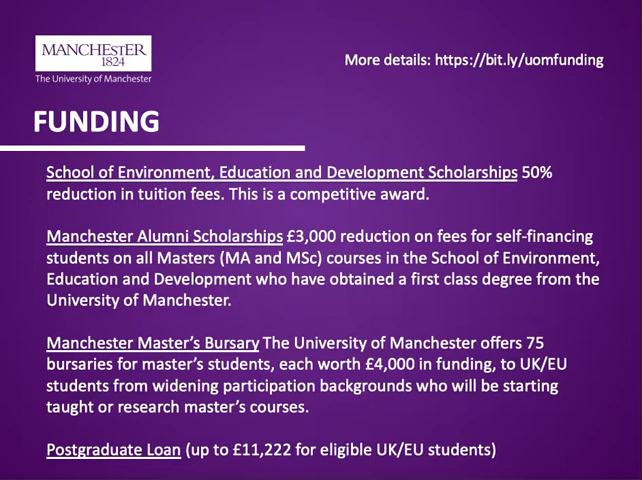 MANCHESTER
1824
The University of Manchester
More details: https://bit.ly/uomfunding
FUNDING
School of Environment, Education and Development Scholarships 50%
reduction in tuition fees. This is a competitive award.
Manchester Alumni Scholarships £3,000 reduction on fees for self-financing
students on all Masters (MA and MSc) courses in the School of Environment,
Education and Development who have obtained a first class degree from the
University of Manchester.
Manchester Master's Bursary The University of Manchester offers 75
bursaries for master's students, each worth £4,000 in funding, to UK/EU
students from widening participation backgrounds who will be starting
taught or research master's courses.
Postgraduate Loan (up to £11,222 for eligible UK/EU students)